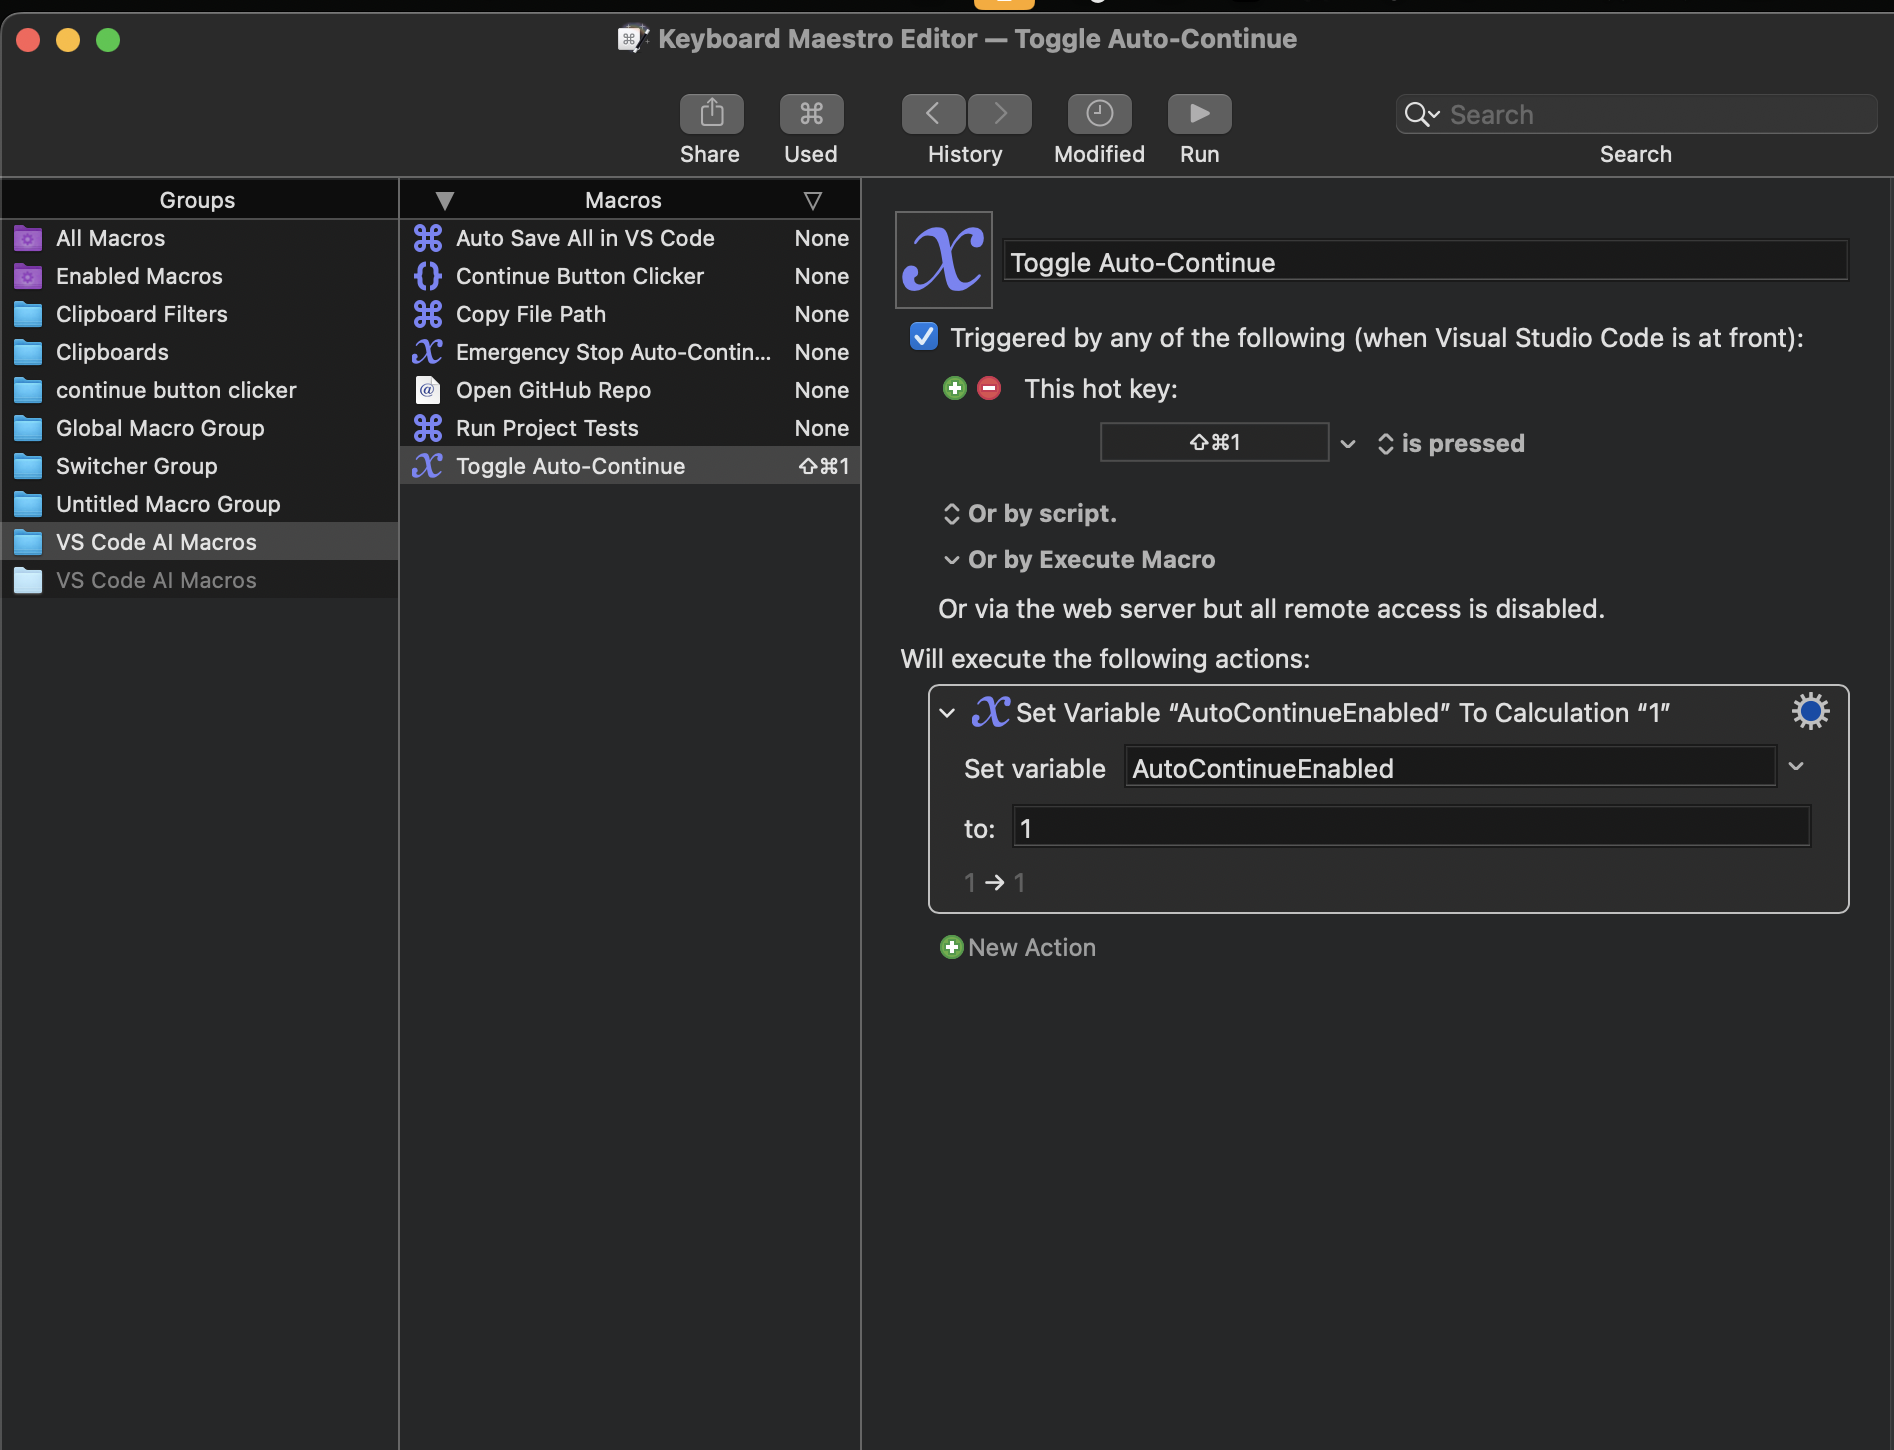 Keyboard Maestro Editor — Toggle Auto-Continue
Share
Used
History
Modified
Run
Search
Search
Groups
All Macros
Enabled Macros
Clipboard Filters
Clipboards
continue button clicker
Global Macro Group
Switcher Group
Untitled Macro Group
VS Code AI Macros
VS Code AI Macros
Macros
Auto Save All in VS Code None
Continue Button Clicker None
Copy File Path None
Emergency Stop Auto-Contin... None
Open GitHub Repo None
Run Project Tests None
Toggle Auto-Continue ⇧⌘1
Toggle Auto-Continue
Triggered by any of the following (when Visual Studio Code is at front):
This hot key:
⇧⌘1 is pressed
Or by script.
Or by Execute Macro
Or via the web server but all remote access is disabled.
Will execute the following actions:
Set Variable “AutoContinueEnabled” To Calculation “1”
Set variable AutoContinueEnabled
to: 1
1 → 1
New Action